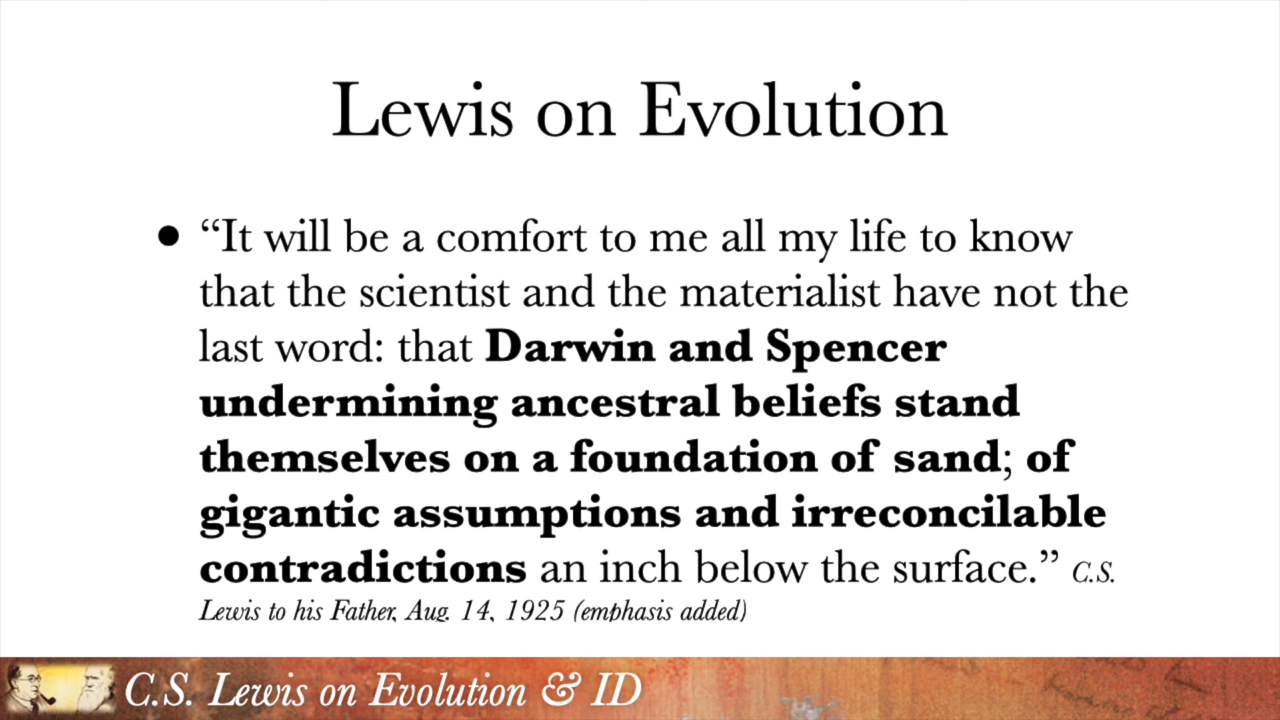 Lewis on Evolution
• “It will be a comfort to me all my life to know
that the scientist and the materialist have not the
last word: that Darwin and Spencer
undermining ancestral beliefs stand
themselves on a foundation of sand; of
gigantic assumptions and irreconcilable
contradictions an inch below the surface.” C.S.
Lewis to his Father, Aug. 14, 1925 (emphasis added)
C.S. Lewis on Evolution & ID